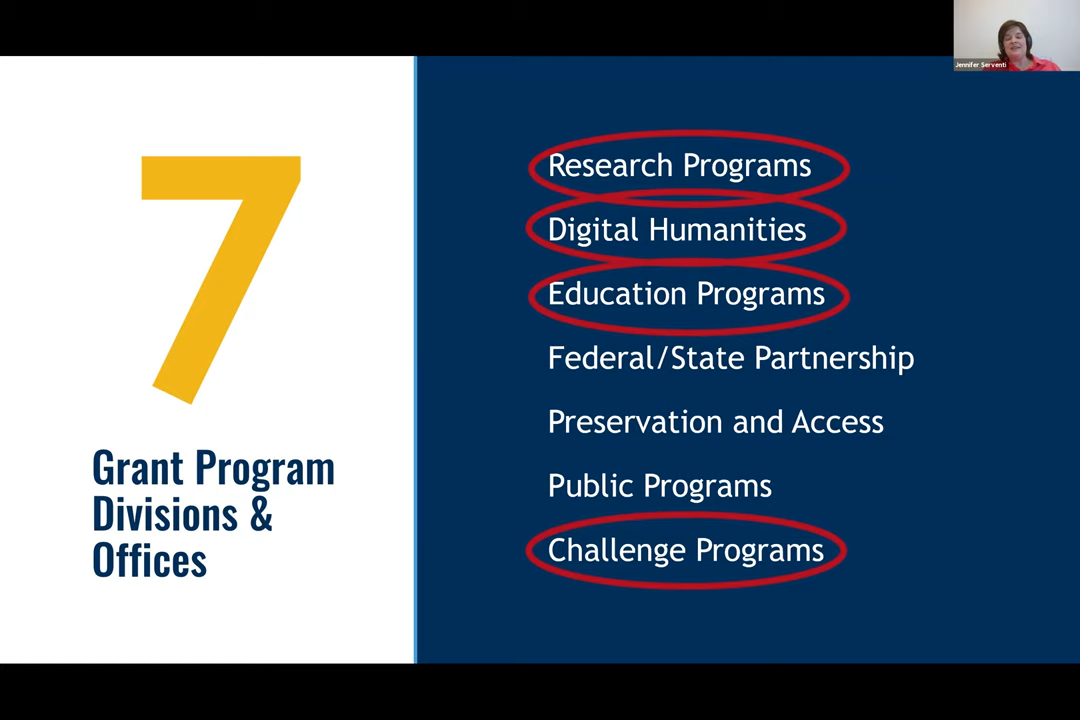 Jennifer Serventi
7
Grant Program
Divisions &
Offices
Research Programs
Digital Humanities
Education Programs
Federal/State Partnership
Preservation and Access
Public Programs
Challenge Programs